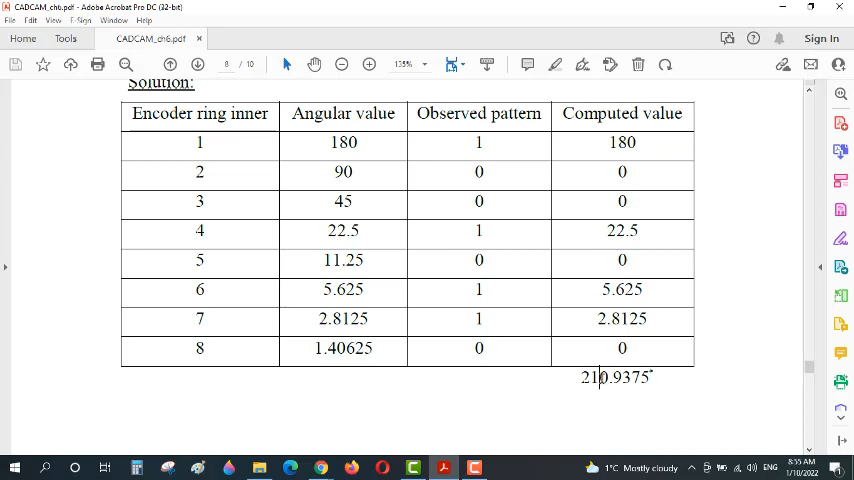 CADCAM_ch6.pdf - Adobe Acrobat Pro DC (32-bit)
File Edit View E-Sign Window Help
Home Tools CADCAM_ch6.pdf × Sign In
8 / 10 135%
Solution:
Encoder ring inner Angular value Observed pattern Computed value
1 180 1 180
2 90 0 0
3 45 0 0
4 22.5 1 22.5
5 11.25 0 0
6 5.625 1 5.625
7 2.8125 1 2.8125
8 1.40625 0 0
210.9375°
1°C Mostly cloudy ENG 8:55 AM
1/10/2022